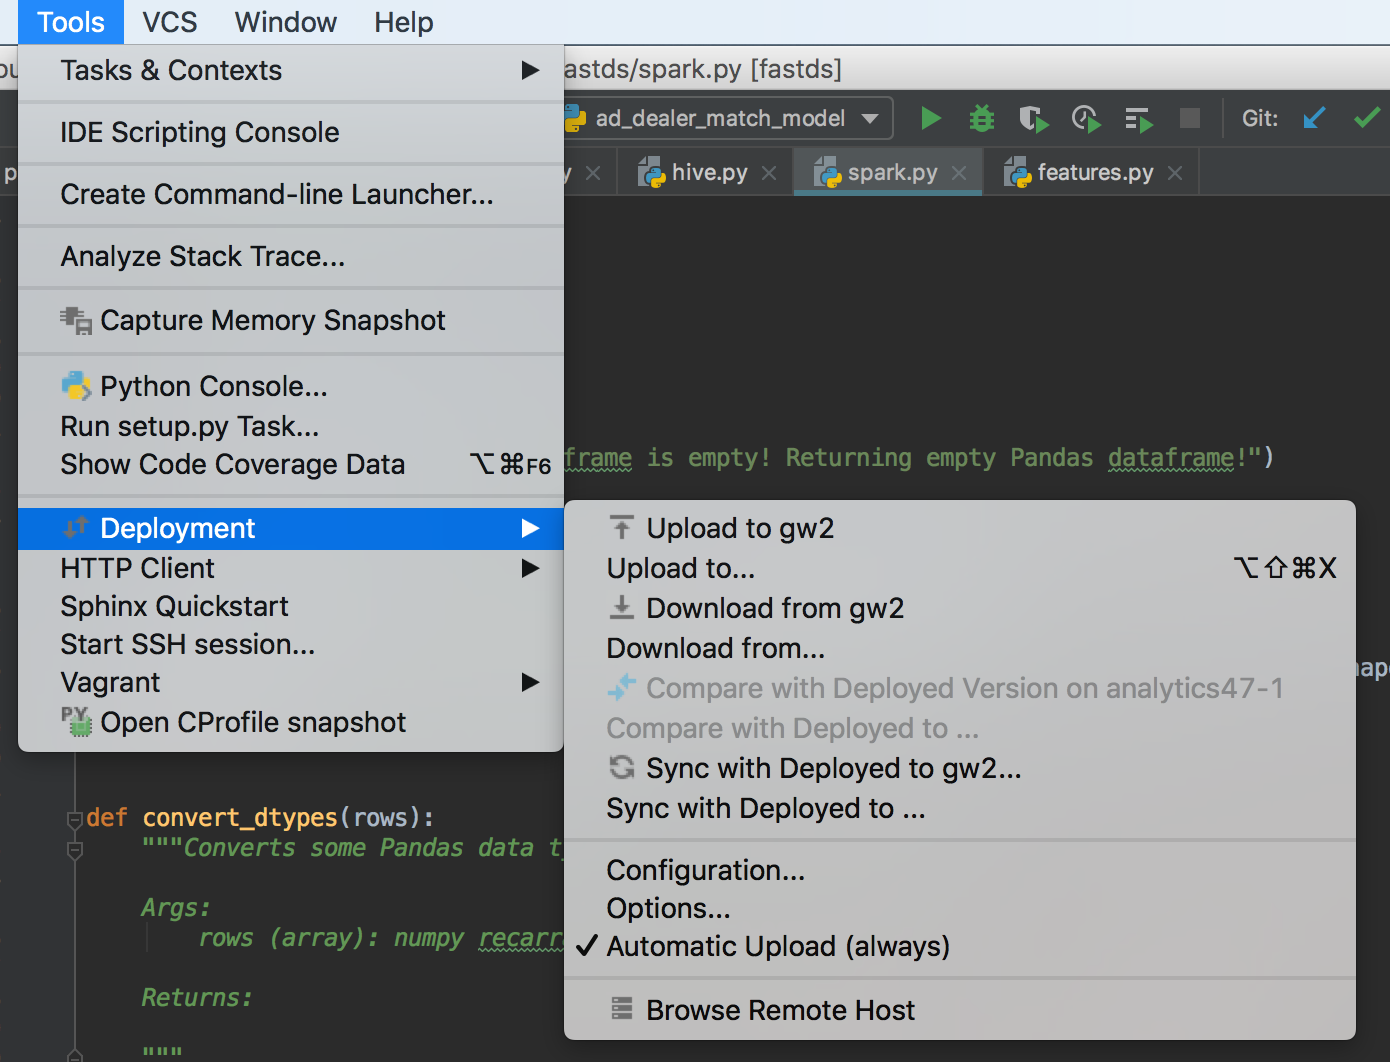 Tools VCS Window Help
astds/spark.py [fastds]
ad_dealer_match_model Git:
hive.py spark.py features.py
Tasks & Contexts
IDE Scripting Console
Create Command-line Launcher...
Analyze Stack Trace...
Capture Memory Snapshot
Python Console...
Run setup.py Task...
Show Code Coverage Data ⌥⌘F6
frame is empty! Returning empty Pandas dataframe!")
Deployment
HTTP Client
Sphinx Quickstart
Start SSH session...
Vagrant
PY Open CProfile snapshot
Upload to gw2
Upload to... ⌥⇧⌘X
Download from gw2
Download from...
Compare with Deployed Version on analytics47-1
Compare with Deployed to ...
Sync with Deployed to gw2...
Sync with Deployed to ...
Configuration...
Options...
✓ Automatic Upload (always)
Browse Remote Host
def convert_dtypes(rows):
"""Converts some Pandas data
Args:
rows (array): numpy recarr
Returns:
"""